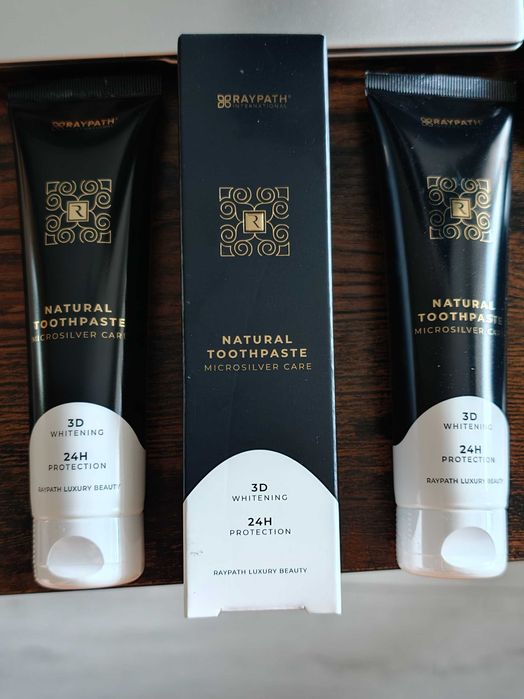 RAYPATH®
R
NATURAL
TOOTHPASTE
MICROSILVER CARE
3D
WHITENING
24H
PROTECTION
RAYPATH LUXURY BEAUTY
RAYPATH®
INTERNATIONAL
R
NATURAL
TOOTHPASTE
MICROSILVER CARE
3D
WHITENING
24H
PROTECTION
RAYPATH LUXURY BEAUTY
RAYPATH®
R
NATURAL
TOOTHPASTE
MICROSILVER CARE
3D
WHITENING
24H
PROTECTION
RAYPATH LUXURY BEAUTY